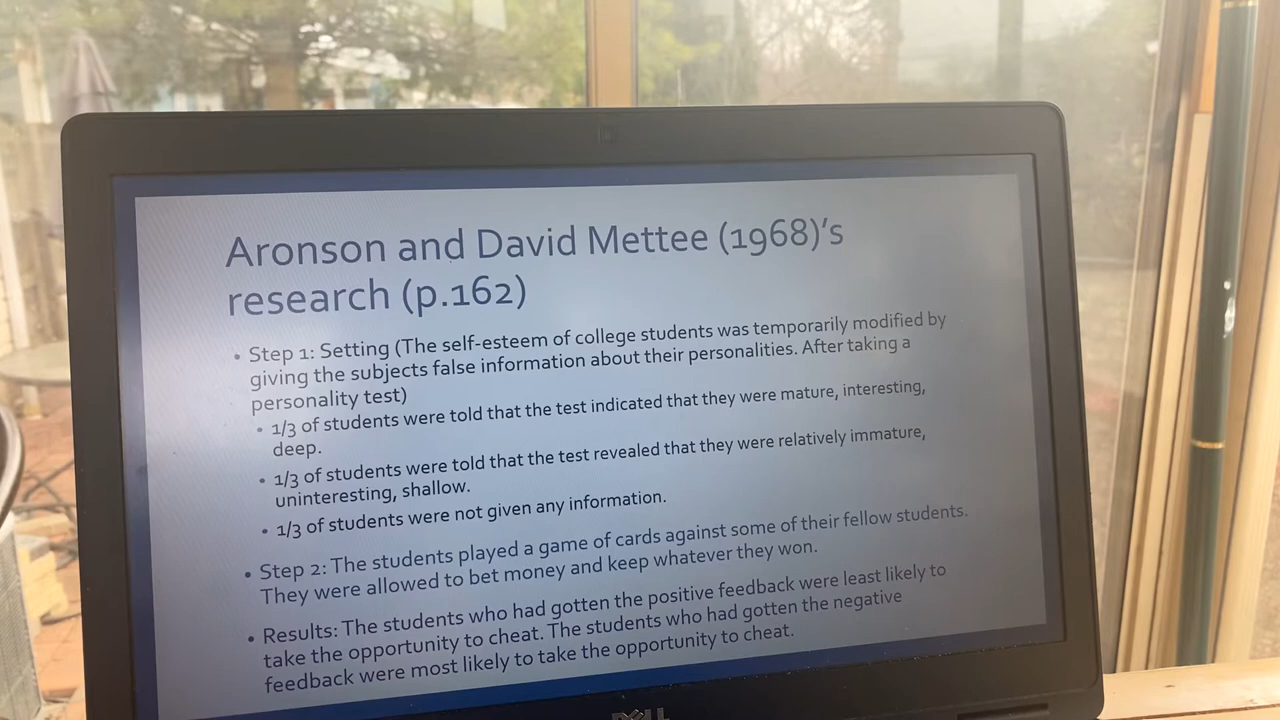 Aronson and David Mettee (1968)'s
research (p.162)
• Step 1: Setting (The self-esteem of college students was temporarily modified by
giving the subjects false information about their personalities. After taking a
personality test)
• 1/3 of students were told that the test indicated that they were mature, interesting,
deep.
• 1/3 of students were told that the test revealed that they were relatively immature,
uninteresting, shallow.
• 1/3 of students were not given any information.
• Step 2: The students played a game of cards against some of their fellow students.
They were allowed to bet money and keep whatever they won.
• Results: The students who had gotten the positive feedback were least likely to
take the opportunity to cheat. The students who had gotten the negative
feedback were most likely to take the opportunity to cheat.
DELL